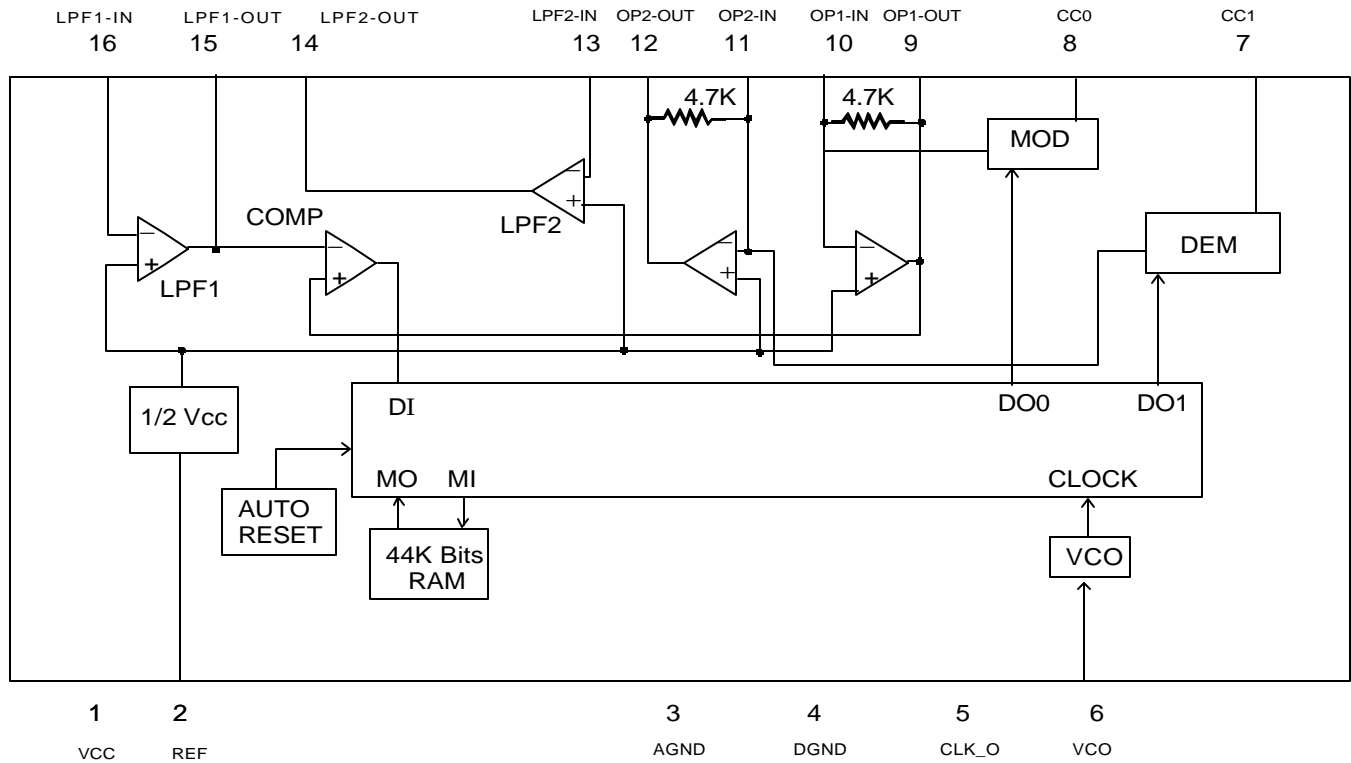 LPF1-IN LPF1-OUT LPF2-OUT LPF2-IN OP2-OUT OP2-IN OP1-IN OP1-OUT CC0 CC1
16 15 14 13 12 11 10 9 8 7
4.7K 4.7K
MOD
− +
LPF2
COMP
− +
LPF1
− +
− +
− +
DEM
1/2 Vcc
DI DO0 DO1
MO MI CLOCK
AUTO
RESET
44K Bits
RAM
VCO
1 2 3 4 5 6
VCC REF AGND DGND CLK_O VCO